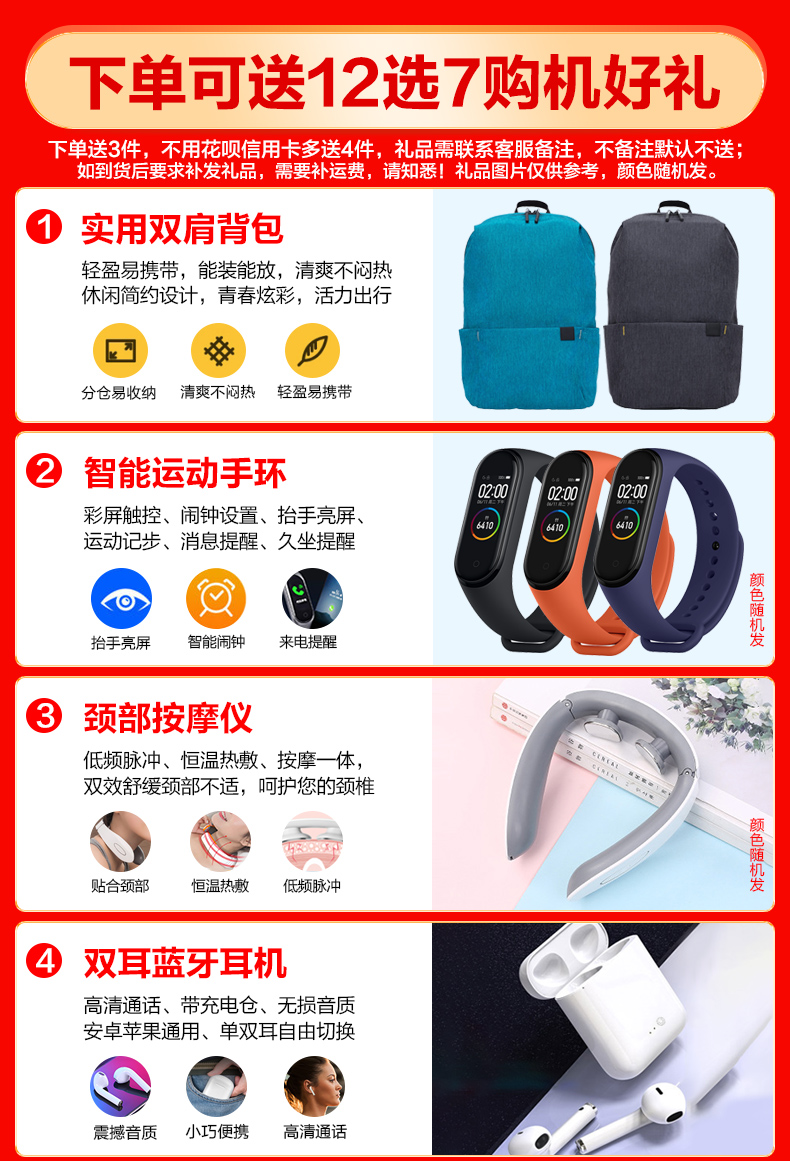 下单可送12选7购机好礼
下单送3件，不用花呗信用卡多送4件，礼品需联系客服备注，不备注默认不送；
如到货后要求补发礼品，需要补运费，请知悉！礼品图片仅供参考，颜色随机发。
1 实用双肩背包
轻盈易携带，能装能放，清爽不闷热
休闲简约设计，青春炫彩，活力出行
分仓易收纳 清爽不闷热 轻盈易携带
2 智能运动手环
彩屏触控、闹钟设置、抬手亮屏、
运动记步、消息提醒、久坐提醒
抬手亮屏 智能闹钟 来电提醒
02:00
6410
02:00
6410
02:00
6410
颜色随机发
3 颈部按摩仪
低频脉冲、恒温热敷、按摩一体，
双效舒缓颈部不适，呵护您的颈椎
贴合颈部 恒温热敷 低频脉冲
CEREAL
CEREAL
颜色随机发
4 双耳蓝牙耳机
高清通话、带充电仓、无损音质
安卓苹果通用、单双耳自由切换
震撼音质 小巧便携 高清通话